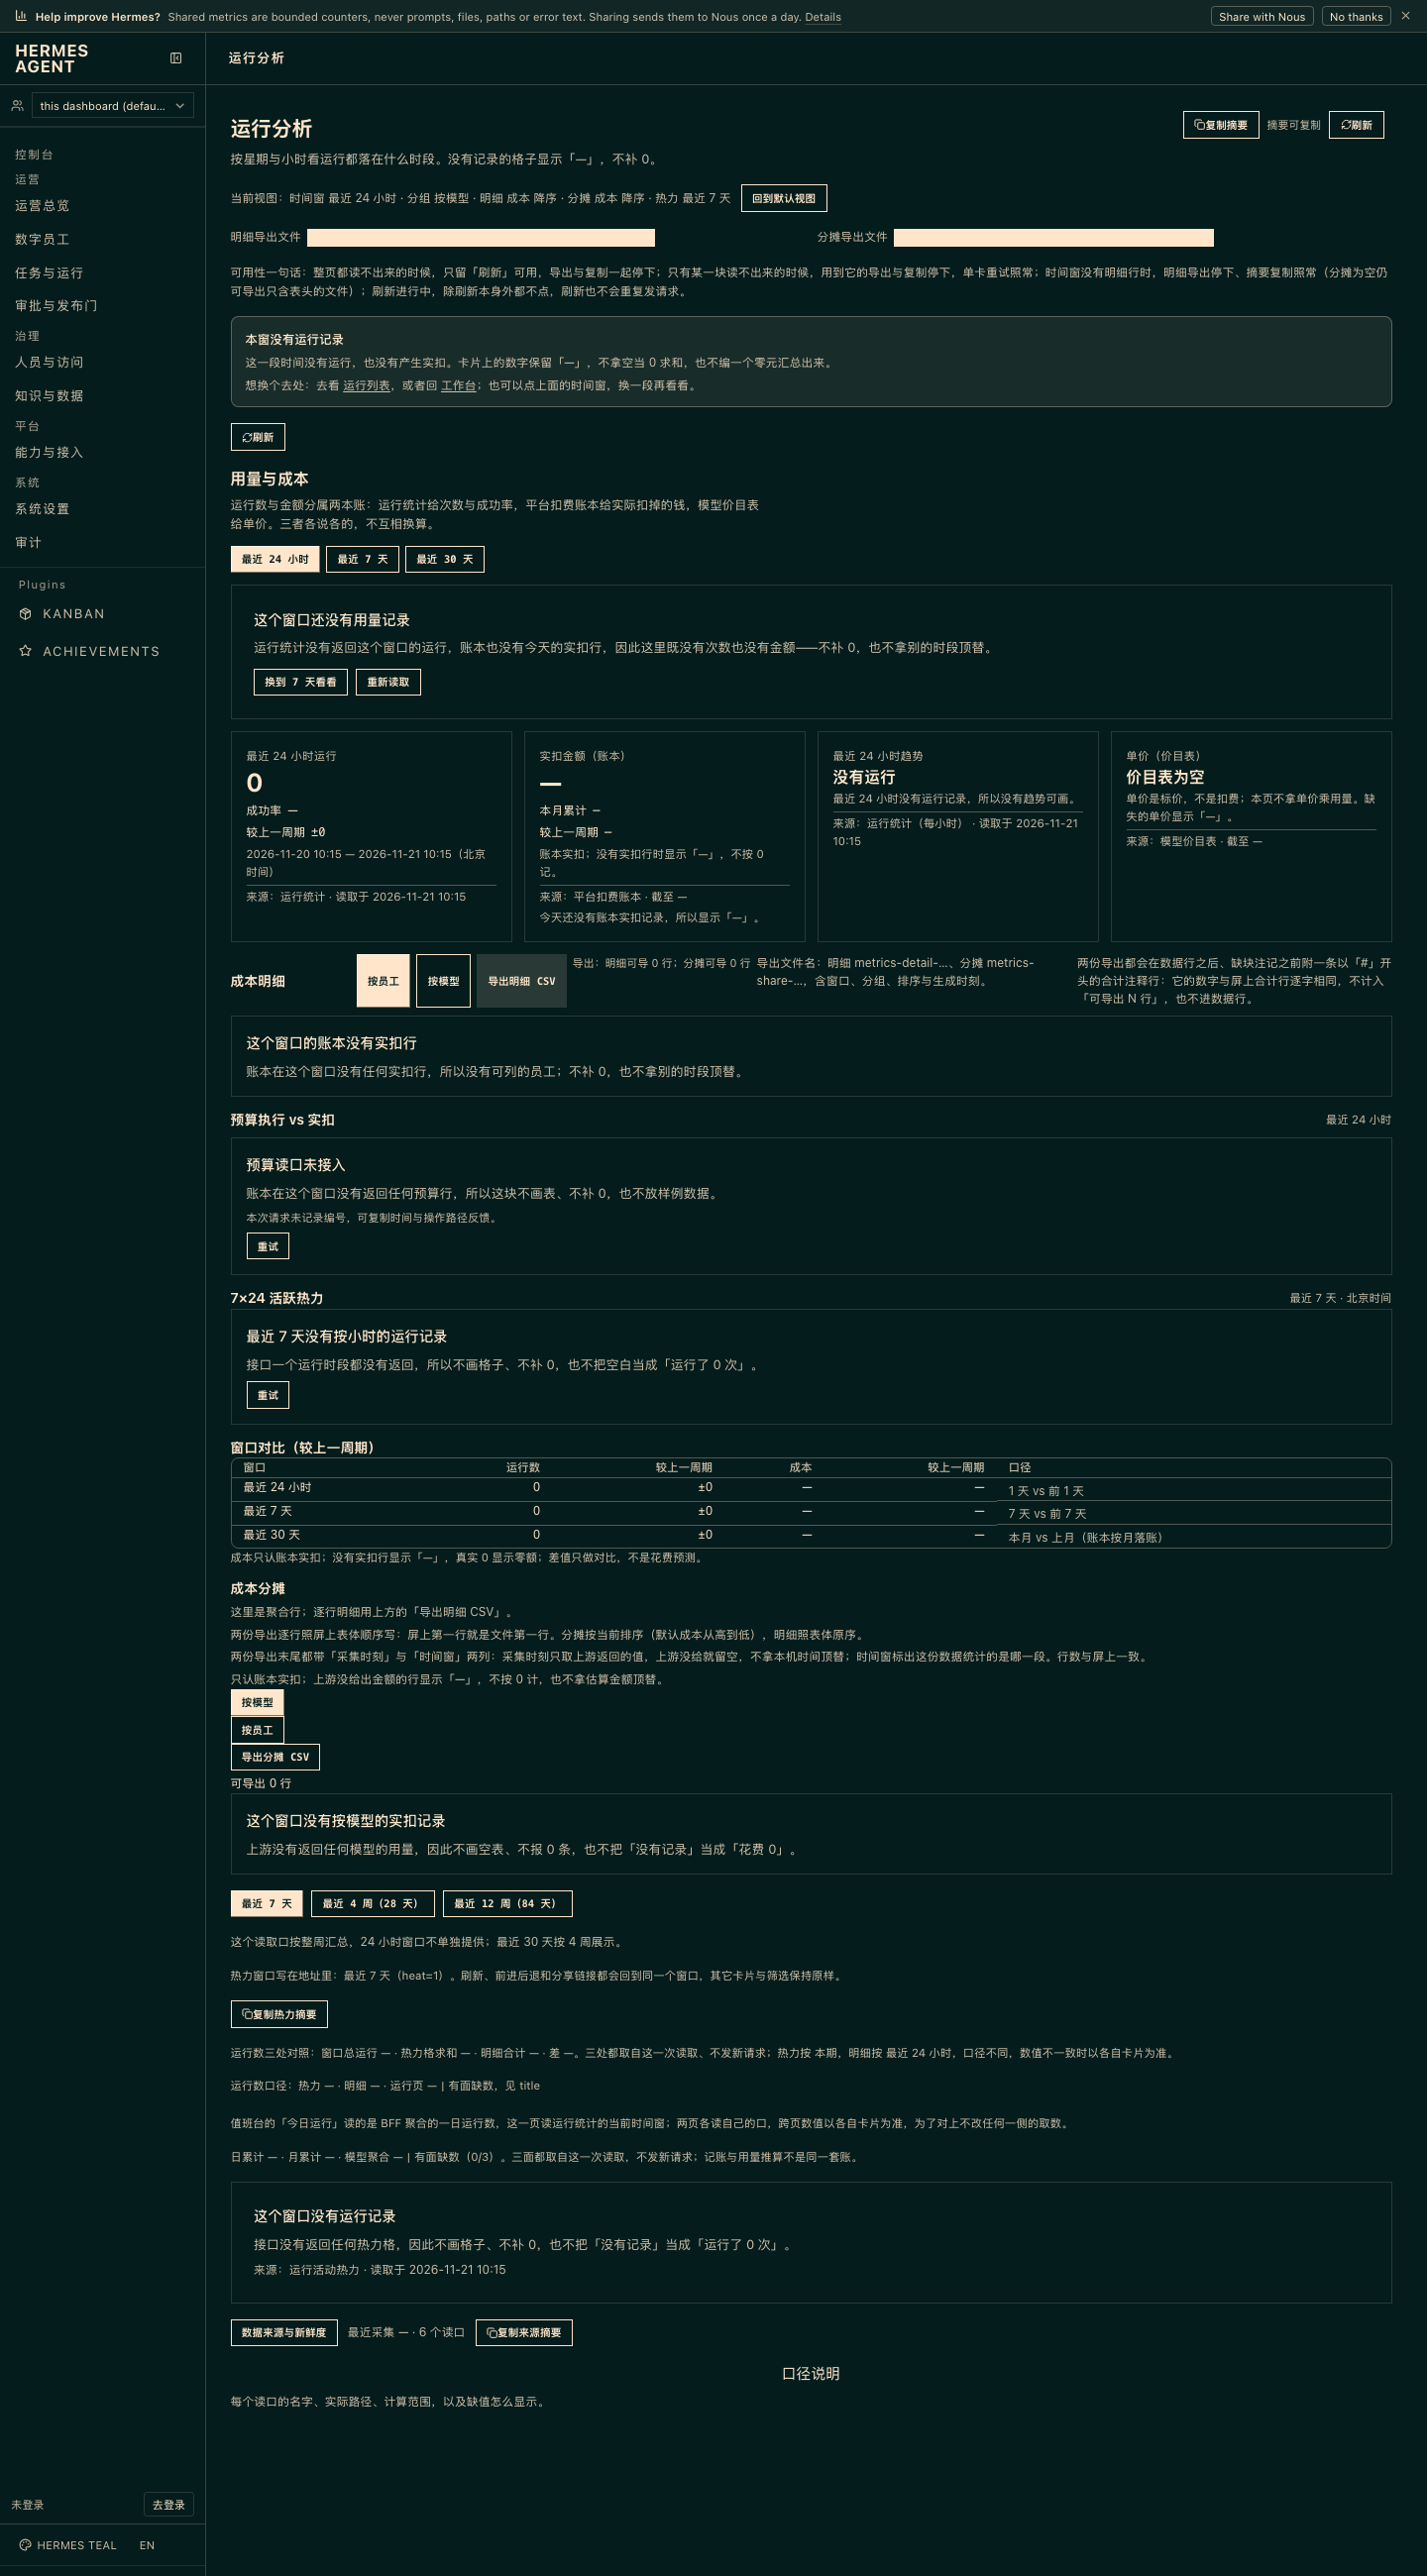 Help improve Hermes? Shared metrics are bounded counters, never prompts, files, paths or error text. Sharing sends them to Nous once a day. Details
Share with Nous
No thanks
HERMES
AGENT
运行分析
this dashboard (defau...
控制台
运营
运营总览
数字员工
任务与运行
审批与发布门
治理
人员与访问
知识与数据
平台
能力与接入
系统
系统设置
审计
Plugins
KANBAN
ACHIEVEMENTS
未登录
去登录
HERMES TEAL
EN
运行分析
复制摘要
摘要可复制
刷新
按星期与小时看运行都落在什么时段。没有记录的格子显示「—」，不补 0。
当前视图：时间窗 最近 24 小时 · 分组 按模型 · 明细 成本 降序 · 分摊 成本 降序 · 热力 最近 7 天
回到默认视图
明细导出文件
分摊导出文件
可用性一句话：整页都读不出来的时候，只留「刷新」可用，导出与复制一起停下；只有某一块读不出来的时候，用到它的导出与复制停下，单卡重试照常；时间窗没有明细行时，明细导出停下、摘要复制照常（分摊为空仍
可导出只含表头的文件）；刷新进行中，除刷新本身外都不点，刷新也不会重复发请求。
本窗没有运行记录
这一段时间没有运行，也没有产生实扣。卡片上的数字保留「—」，不拿空当 0 求和，也不编一个零元汇总出来。
想换个去处：去看 运行列表，或者回 工作台；也可以点上面的时间窗，换一段再看看。
刷新
用量与成本
运行数与金额分属两本账：运行统计给次数与成功率，平台扣费账本给实际扣掉的钱，模型价目表
给单价。三者各说各的，不互相换算。
最近 24 小时
最近 7 天
最近 30 天
这个窗口还没有用量记录
运行统计没有返回这个窗口的运行，账本也没有今天的实扣行，因此这里既没有次数也没有金额——不补 0，也不拿别的时段顶替。
换到 7 天看看
重新读取
最近 24 小时运行
0
成功率 —
较上一周期 ±0
2026-11-20 10:15 — 2026-11-21 10:15（北京
时间）
来源：运行统计 · 读取于 2026-11-21 10:15
实扣金额（账本）
—
本月累计 —
较上一周期 —
账本实扣；没有实扣行时显示「—」，不按 0
记。
来源：平台扣费账本 · 截至 —
今天还没有账本实扣记录，所以显示「—」。
最近 24 小时趋势
没有运行
最近 24 小时没有运行记录，所以没有趋势可画。
来源：运行统计（每小时） · 读取于 2026-11-21
10:15
单价（价目表）
价目表为空
单价是标价，不是扣费；本页不拿单价乘用量。缺
失的单价显示「—」。
来源：模型价目表 · 截至 —
成本明细
按员工
按模型
导出明细 CSV
导出：明细可导 0 行；分摊可导 0 行
导出文件名：明细 metrics-detail-…、分摊 metrics-
share-…，含窗口、分组、排序与生成时刻。
两份导出都会在数据行之后、缺块注记之前附一条以「#」开
头的合计注释行：它的数字与屏上合计行逐字相同，不计入
「可导出 N 行」，也不进数据行。
这个窗口的账本没有实扣行
账本在这个窗口没有任何实扣行，所以没有可列的员工；不补 0，也不拿别的时段顶替。
预算执行 vs 实扣
最近 24 小时
预算读口未接入
账本在这个窗口没有返回任何预算行，所以这块不画表、不补 0，也不放样例数据。
本次请求未记录编号，可复制时间与操作路径反馈。
重试
7×24 活跃热力
最近 7 天 · 北京时间
最近 7 天没有按小时的运行记录
接口一个运行时段都没有返回，所以不画格子、不补 0，也不把空白当成「运行了 0 次」。
重试
窗口对比（较上一周期）
窗口 运行数 较上一周期 成本 较上一周期 口径
最近 24 小时 0 ±0 — — 1 天 vs 前 1 天
最近 7 天 0 ±0 — — 7 天 vs 前 7 天
最近 30 天 0 ±0 — — 本月 vs 上月（账本按月落账）
成本只认账本实扣；没有实扣行显示「—」，真实 0 显示零额；差值只做对比，不是花费预测。
成本分摊
这里是聚合行；逐行明细用上方的「导出明细 CSV」。
两份导出逐行照屏上表体顺序写：屏上第一行就是文件第一行。分摊按当前排序（默认成本从高到低），明细照表体原序。
两份导出末尾都带「采集时刻」与「时间窗」两列：采集时刻只取上游返回的值，上游没给就留空，不拿本机时间顶替；时间窗标出这份数据统计的是哪一段。行数与屏上一致。
只认账本实扣；上游没给出金额的行显示「—」，不按 0 计，也不拿估算金额顶替。
按模型
按员工
导出分摊 CSV
可导出 0 行
这个窗口没有按模型的实扣记录
上游没有返回任何模型的用量，因此不画空表、不报 0 条，也不把「没有记录」当成「花费 0」。
最近 7 天
最近 4 周（28 天）
最近 12 周（84 天）
这个读取口按整周汇总，24 小时窗口不单独提供；最近 30 天按 4 周展示。
热力窗口写在地址里：最近 7 天（heat=1）。刷新、前进后退和分享链接都会回到同一个窗口，其它卡片与筛选保持原样。
复制热力摘要
运行数三处对照：窗口总运行 — · 热力格求和 — · 明细合计 — · 差 —。三处都取自这一次读取、不发新请求；热力按 本期，明细按 最近 24 小时，口径不同，数值不一致时以各自卡片为准。
运行数口径：热力 — · 明细 — · 运行页 — | 有面缺数，见 title
值班台的「今日运行」读的是 BFF 聚合的一日运行数，这一页读运行统计的当前时间窗；两页各读自己的口，跨页数值以各自卡片为准，为了对上不改任何一侧的取数。
日累计 — · 月累计 — · 模型聚合 — | 有面缺数（0/3）。三面都取自这一次读取，不发新请求；记账与用量推算不是同一套账。
这个窗口没有运行记录
接口没有返回任何热力格，因此不画格子、不补 0，也不把「没有记录」当成「运行了 0 次」。
来源：运行活动热力 · 读取于 2026-11-21 10:15
数据来源与新鲜度
最近采集 — · 6 个读口
复制来源摘要
口径说明
每个读口的名字、实际路径、计算范围，以及缺值怎么显示。